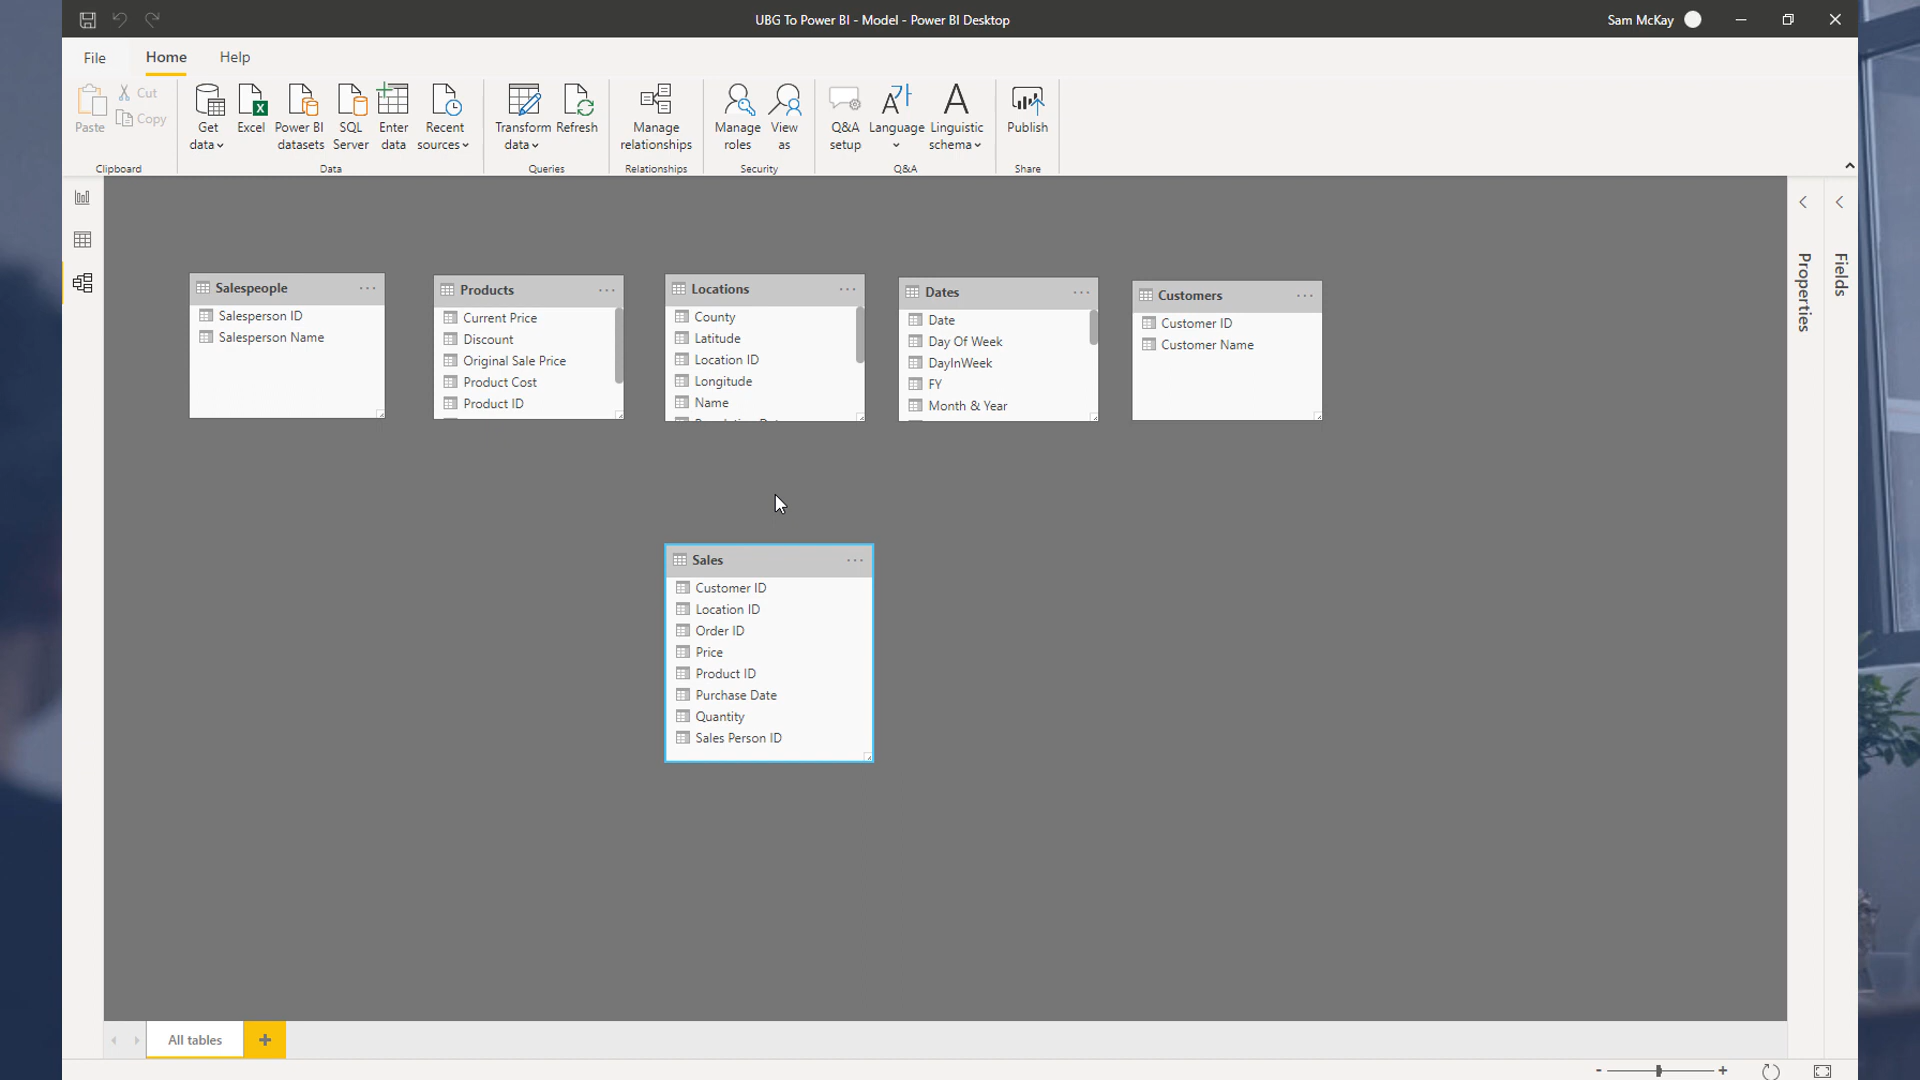 UBG To Power BI - Model - Power BI Desktop
Sam McKay
File
Home
Help
Paste
Cut
Copy
Clipboard
Get data
Excel
Power BI datasets
SQL Server
Enter data
Recent sources
Data
Transform data
Refresh
Queries
Manage relationships
Relationships
Manage roles
View as
Security
Q&A setup
Language
Linguistic schema
Q&A
Publish
Share
Salespeople
Salesperson ID
Salesperson Name
Products
Current Price
Discount
Original Sale Price
Product Cost
Product ID
Locations
County
Latitude
Location ID
Longitude
Name
Dates
Date
Day Of Week
DayInWeek
FY
Month & Year
Customers
Customer ID
Customer Name
Properties
Fields
Sales
Customer ID
Location ID
Order ID
Price
Product ID
Purchase Date
Quantity
Sales Person ID
All tables